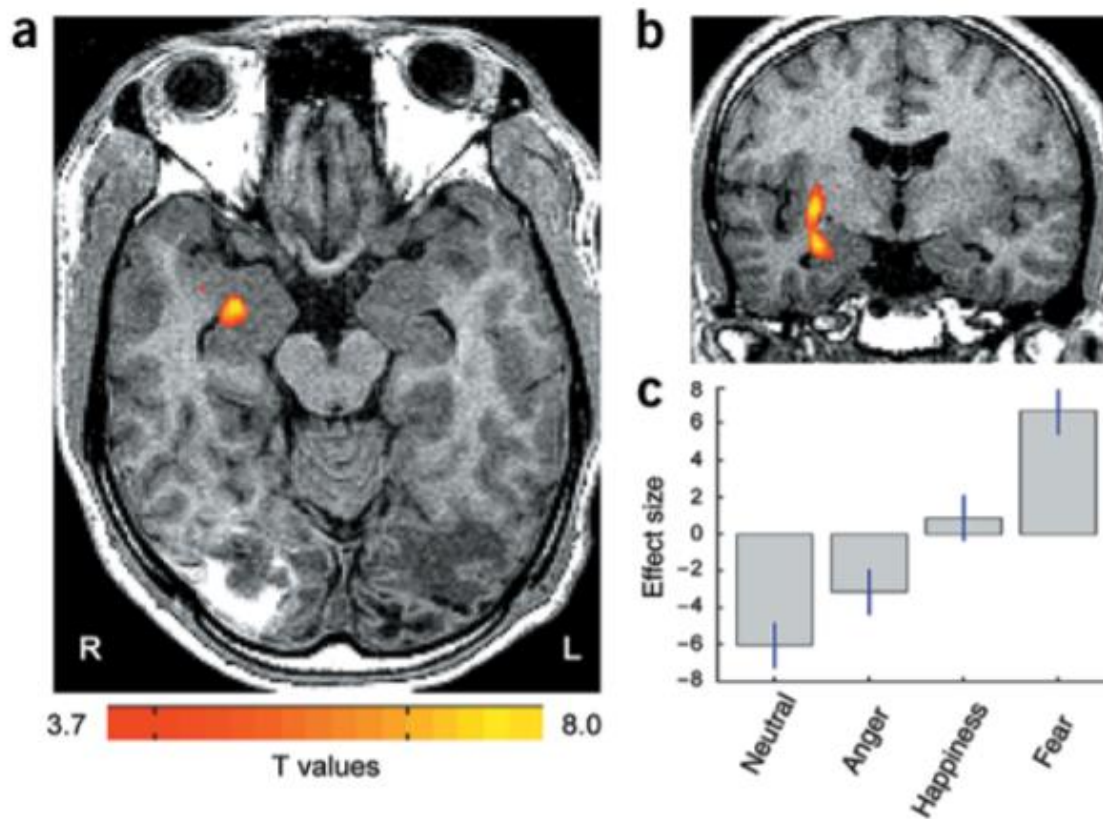 a
R L
3.7 8.0
T values
b
c
Effect size
8
6
4
2
0
−2
−4
−6
−8
Neutral
Anger
Happiness
Fear